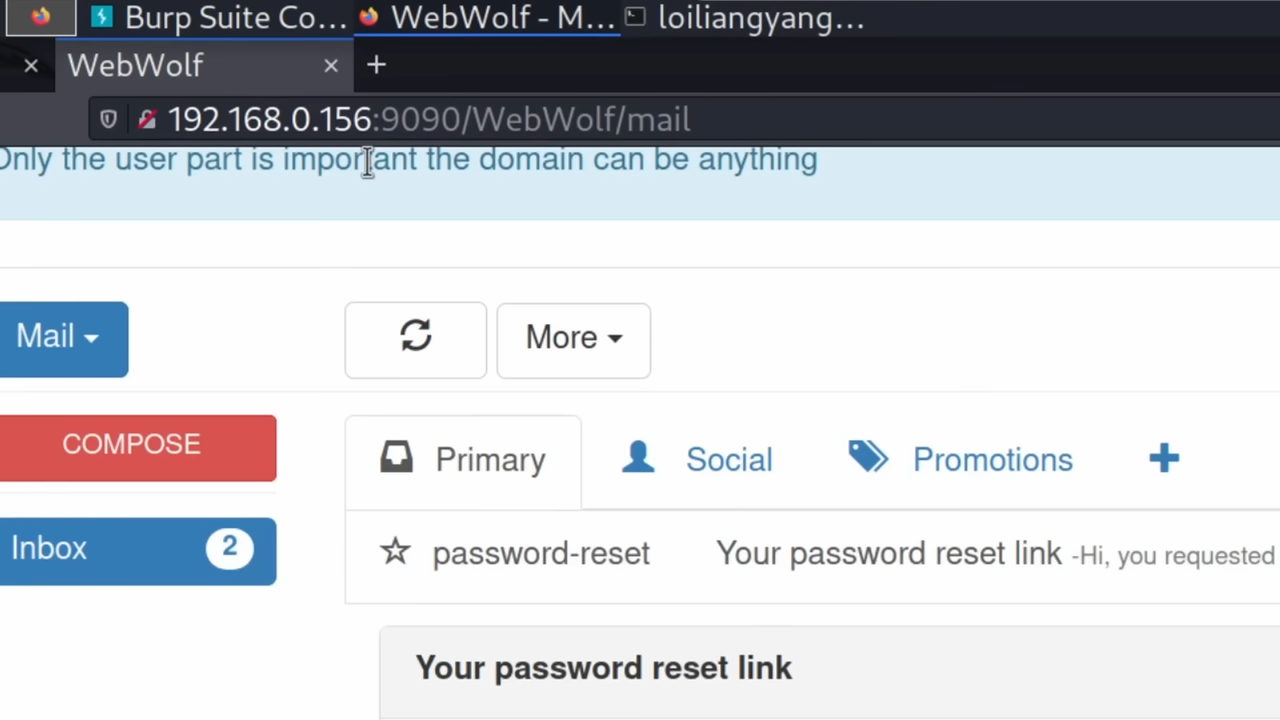 Burp Suite Co... WebWolf - M... loiliangyang...
WebWolf
192.168.0.156:9090/WebWolf/mail
Only the user part is important the domain can be anything
Mail More
COMPOSE
Primary Social Promotions
Inbox 2
password-reset Your password reset link -Hi, you requested
Your password reset link